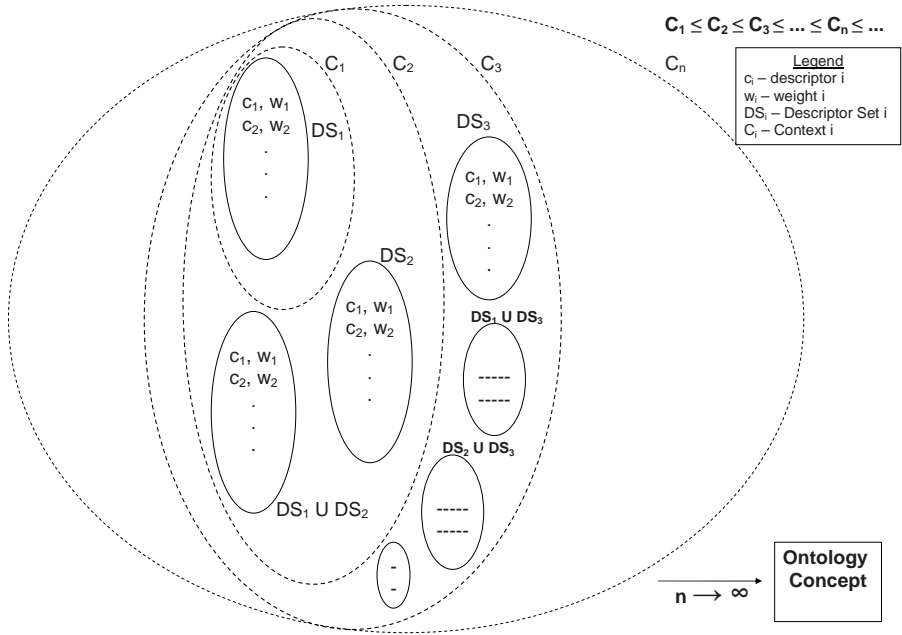 C₁ ≤ C₂ ≤ C₃ ≤ ... ≤ Cₙ ≤ ...
Legend
cᵢ – descriptor i
wᵢ – weight i
DSᵢ – Descriptor Set i
Cᵢ – Context i
C₁
C₂
C₃
Cₙ
c₁, w₁
c₂, w₂
.
.
.
DS₁
DS₃
c₁, w₁
c₂, w₂
.
.
.
DS₂
c₁, w₁
c₂, w₂
.
.
.
c₁, w₁
c₂, w₂
.
.
.
DS₁ U DS₂
DS₁ U DS₃
-----
-----
DS₂ U DS₃
-----
-----
-
-
n → ∞
Ontology
Concept